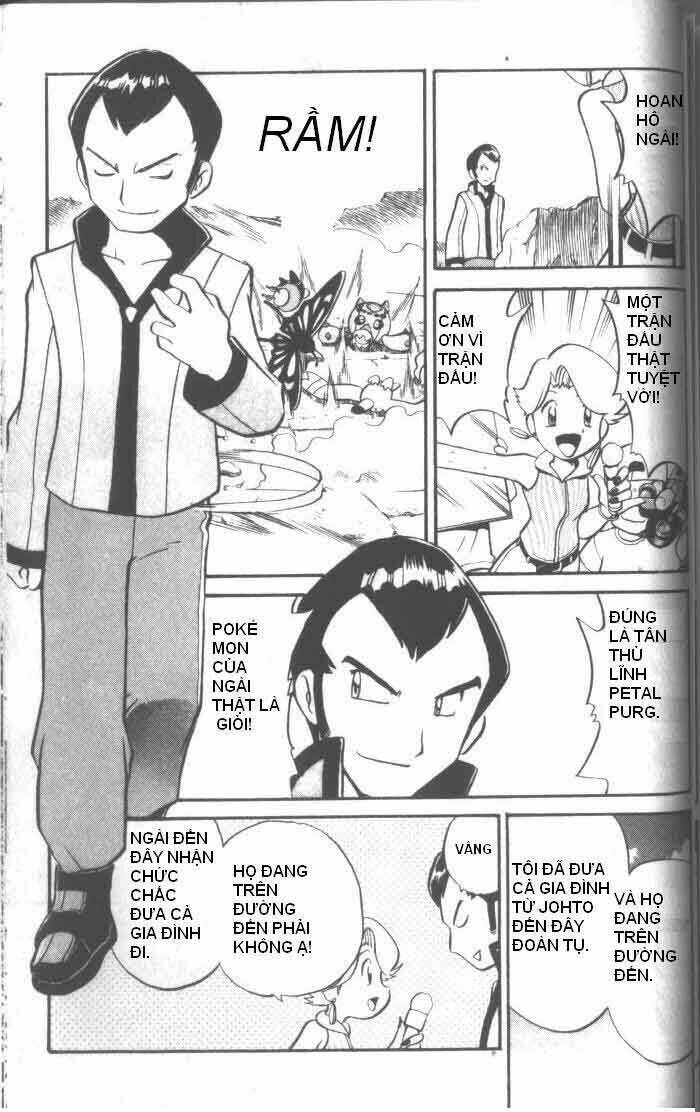 RẦM!
HOAN
HÔ
NGÀI!
CẢM
ƠN VÌ
TRẬN
ĐẤU!
MỘT
TRẬN
ĐẤU
THẬT
TUYỆT
VỜI!
POKÉ
MON
CỦA
NGÀI
THẬT LÀ
GIỎI!
ĐÚNG
LÀ TÂN
THỦ
LĨNH
PETAL
PURG.
NGÀI ĐẾN
ĐÂY NHẬN
CHỨC
CHẮC
ĐƯA CẢ
GIA ĐÌNH
ĐI.
HỌ ĐANG
TRÊN
ĐƯỜNG
ĐẾN PHẢI
KHÔNG Ạ!
VÂNG
TÔI ĐÃ ĐƯA
CẢ GIA ĐÌNH
TỪ JOHTO
ĐẾN ĐÂY
ĐOÀN TỤ.
VÀ HỌ
ĐANG
TRÊN
ĐƯỜNG
ĐẾN.